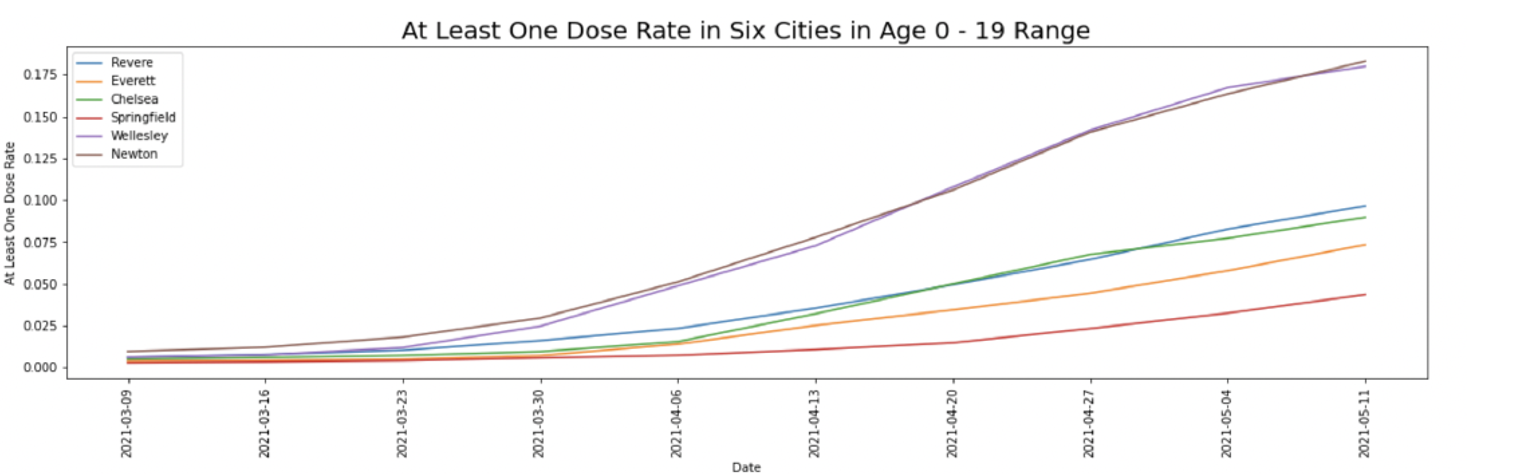 At Least One Dose Rate in Six Cities in Age 0 - 19 Range
Revere
Everett
Chelsea
Springfield
Wellesley
Newton
At Least One Dose Rate
0.175
0.150
0.125
0.100
0.075
0.050
0.025
0.000
2021-03-09
2021-03-16
2021-03-23
2021-03-30
2021-04-06
2021-04-13
2021-04-20
2021-04-27
2021-05-04
2021-05-11
Date